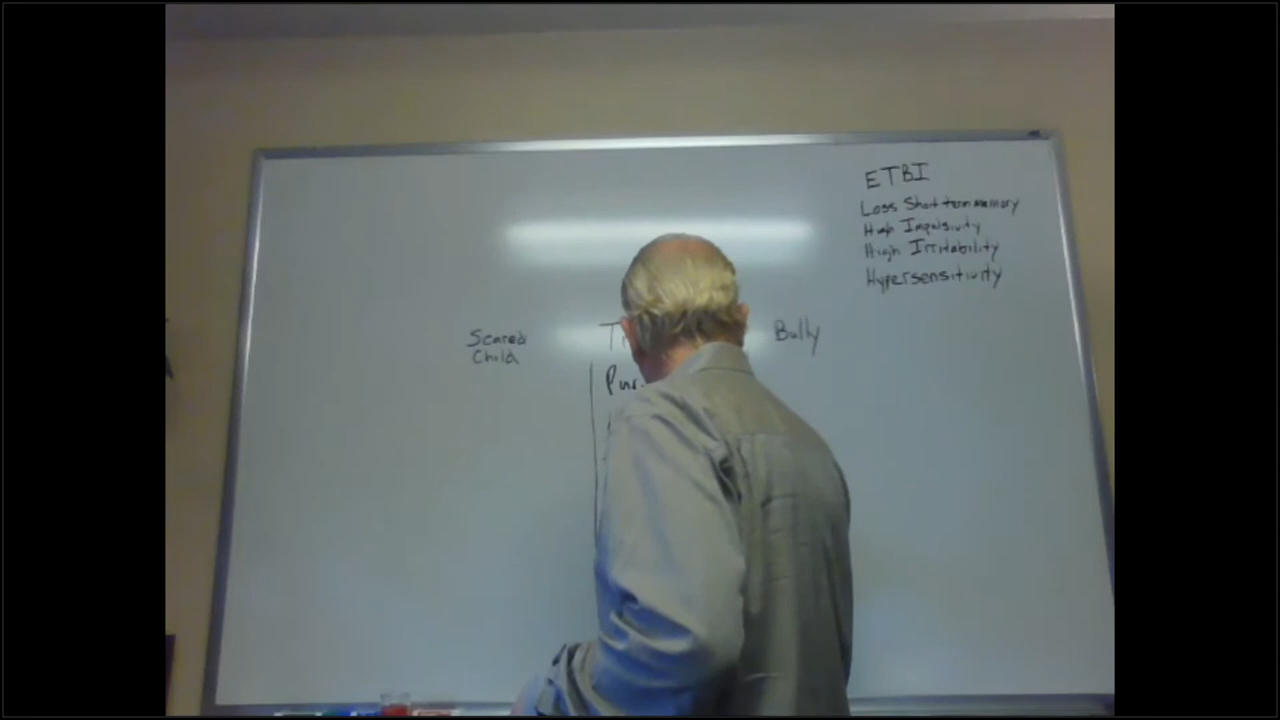 ETBI
Loss Short term memory
High Impulsivity
High Irritability
Hypersensitivity
Scared
Child
Bully